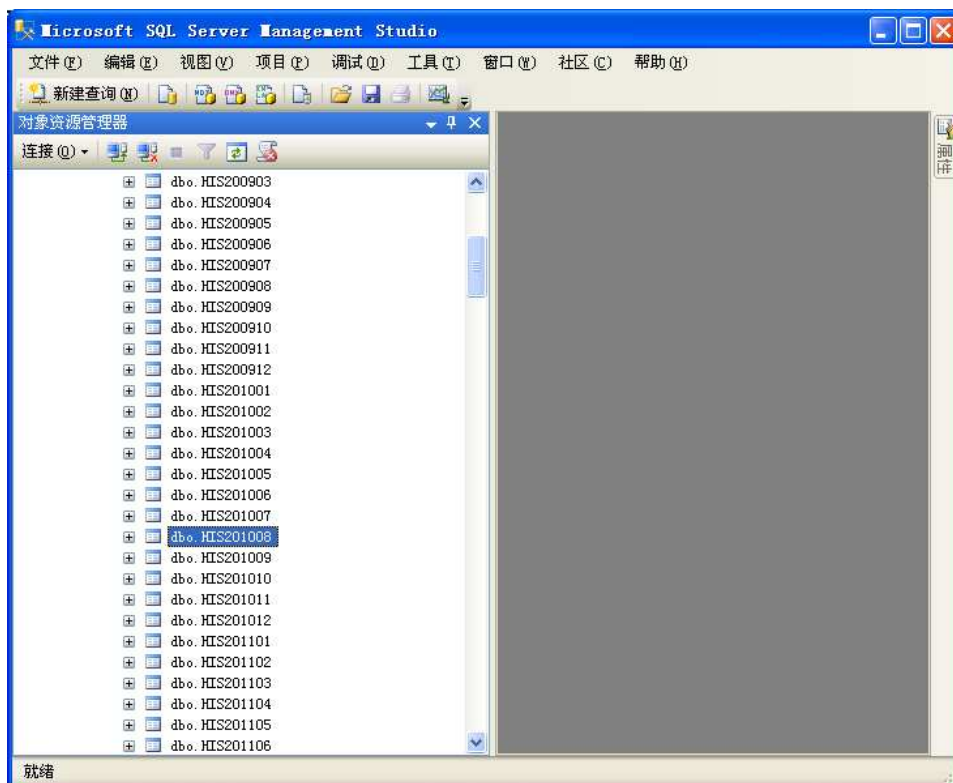 Microsoft SQL Server Management Studio
文件(F) 编辑(E) 视图(V) 项目(P) 调试(D) 工具(T) 窗口(W) 社区(C) 帮助(H)
新建查询(N)
对象资源管理器
连接(O)
dbo.HIS200903
dbo.HIS200904
dbo.HIS200905
dbo.HIS200906
dbo.HIS200907
dbo.HIS200908
dbo.HIS200909
dbo.HIS200910
dbo.HIS200911
dbo.HIS200912
dbo.HIS201001
dbo.HIS201002
dbo.HIS201003
dbo.HIS201004
dbo.HIS201005
dbo.HIS201006
dbo.HIS201007
dbo.HIS201008
dbo.HIS201009
dbo.HIS201010
dbo.HIS201011
dbo.HIS201012
dbo.HIS201101
dbo.HIS201102
dbo.HIS201103
dbo.HIS201104
dbo.HIS201105
dbo.HIS201106
就绪